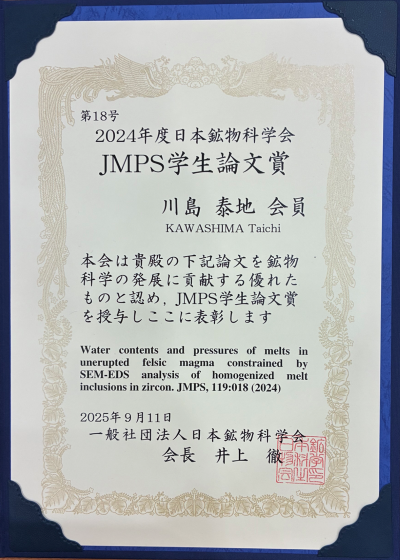 第18号
2024年度日本鉱物科学会
JMPS学生論文賞
川島 泰地 会員
KAWASHIMA Taichi
本会は貴殿の下記論文を鉱物
科学の発展に貢献する優れた
ものと認め，JMPS学生論文賞
を授与しここに表彰します
Water contents and pressures of melts in
unerupted felsic magma constrained by
SEM-EDS analysis of homogenized melt
inclusions in zircon. JMPS, 119:018 (2024)
2025年9月11日
一般社団法人日本鉱物科学会
会長 井上 徹